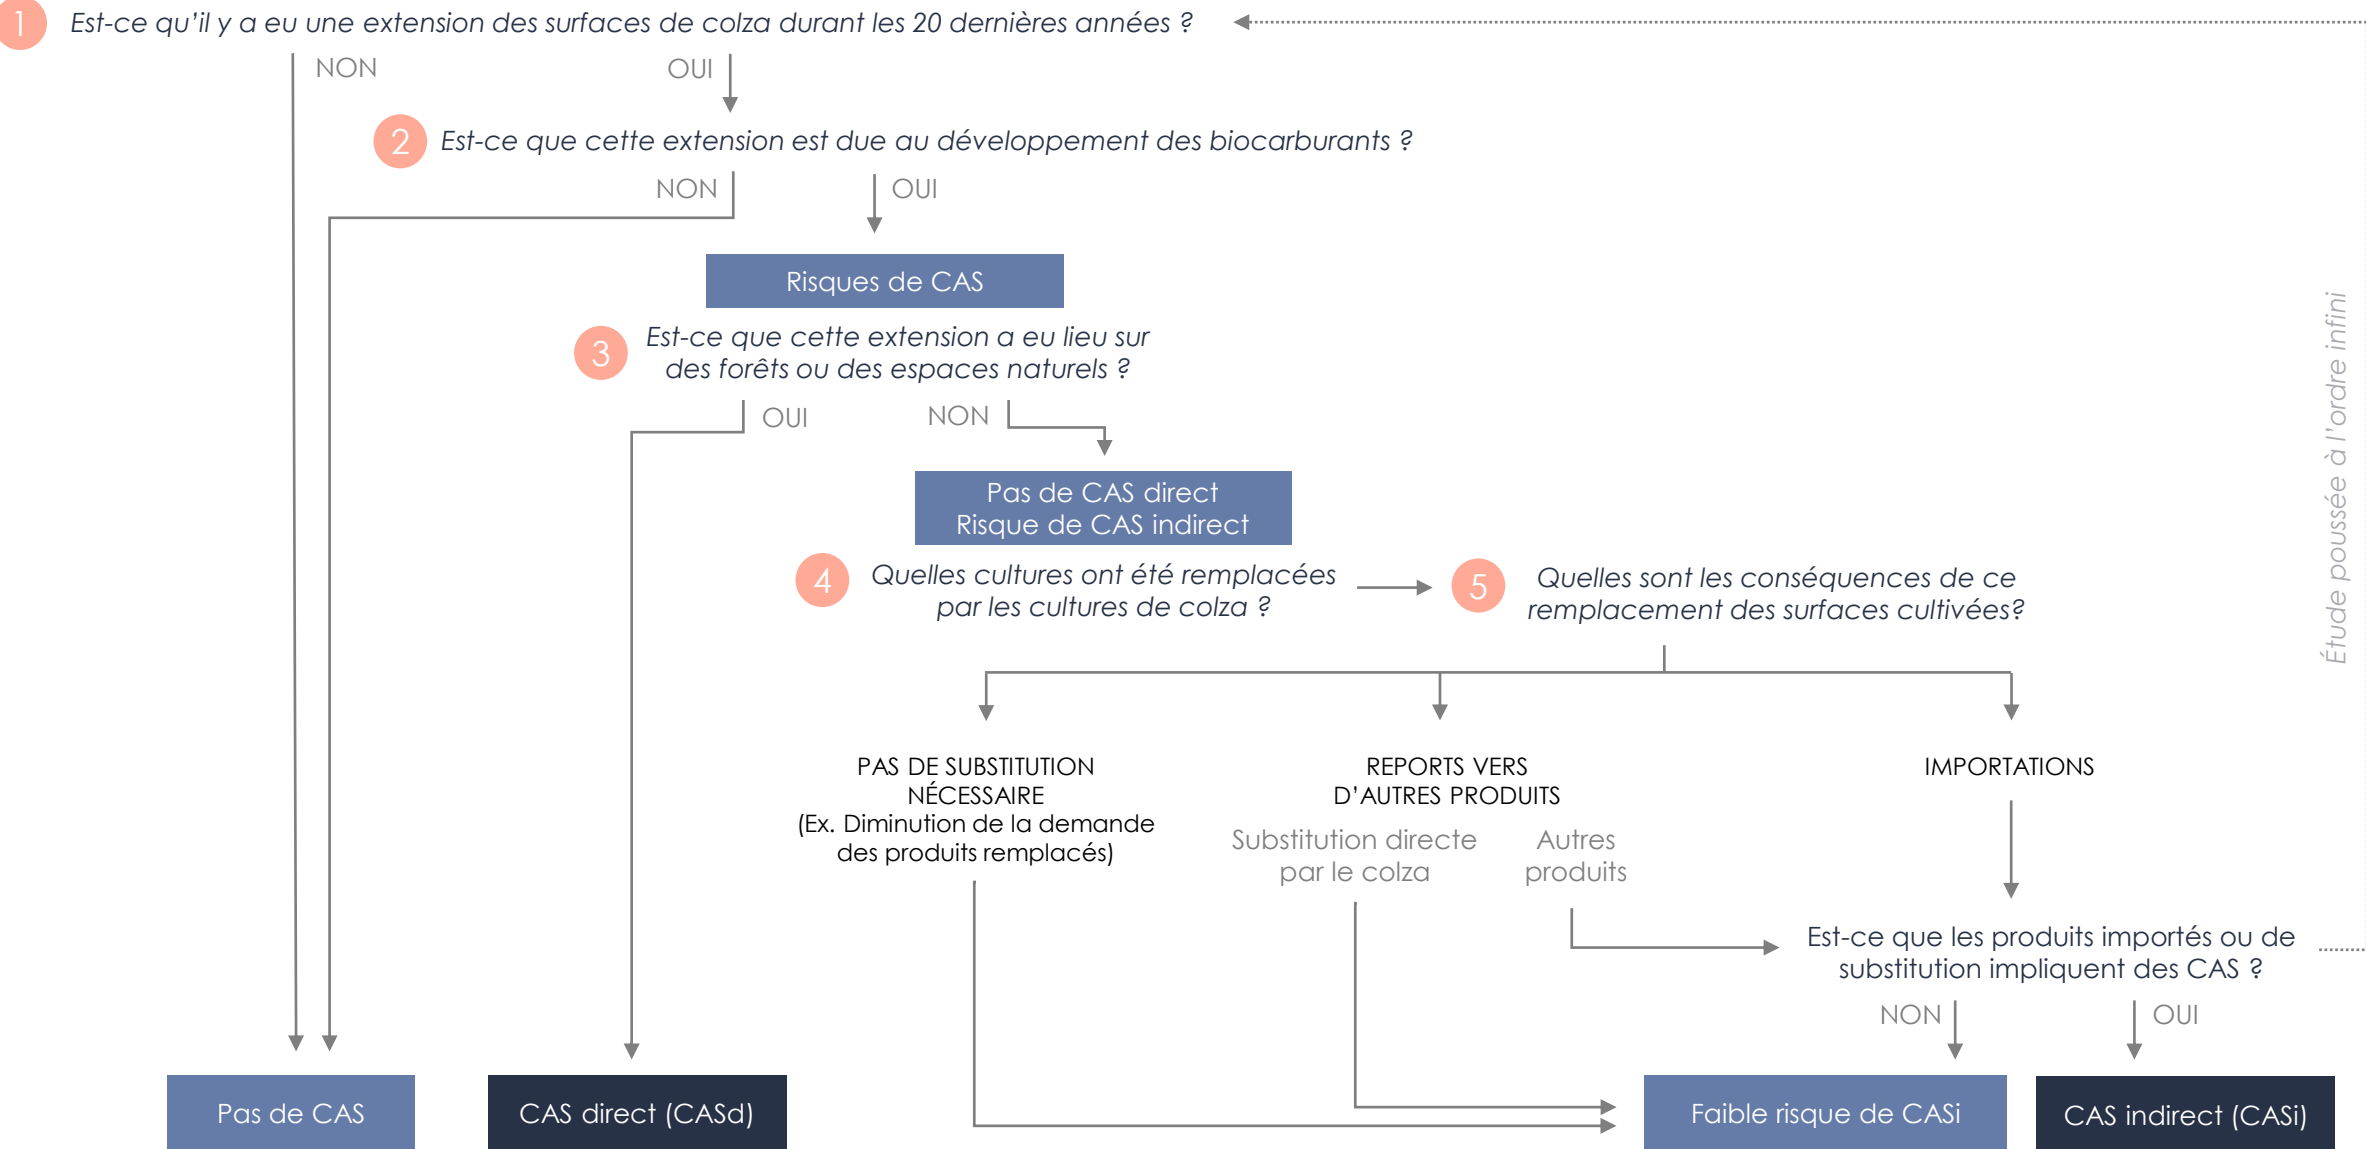 1
Est-ce qu'il y a eu une extension des surfaces de colza durant les 20 dernières années ?
NON
OUI
2
Est-ce que cette extension est due au développement des biocarburants ?
NON
OUI
Risques de CAS
3
Est-ce que cette extension a eu lieu sur
des forêts ou des espaces naturels ?
OUI
NON
Pas de CAS direct
Risque de CAS indirect
4
Quelles cultures ont été remplacées
par les cultures de colza ?
5
Quelles sont les conséquences de ce
remplacement des surfaces cultivées?
Étude poussée à l'ordre infini
PAS DE SUBSTITUTION
NÉCESSAIRE
(Ex. Diminution de la demande
des produits remplacés)
REPORTS VERS
D'AUTRES PRODUITS
Substitution directe
par le colza
Autres
produits
IMPORTATIONS
Est-ce que les produits importés ou de
substitution impliquent des CAS ?
NON
OUI
Pas de CAS
CAS direct (CASd)
Faible risque de CASi
CAS indirect (CASi)